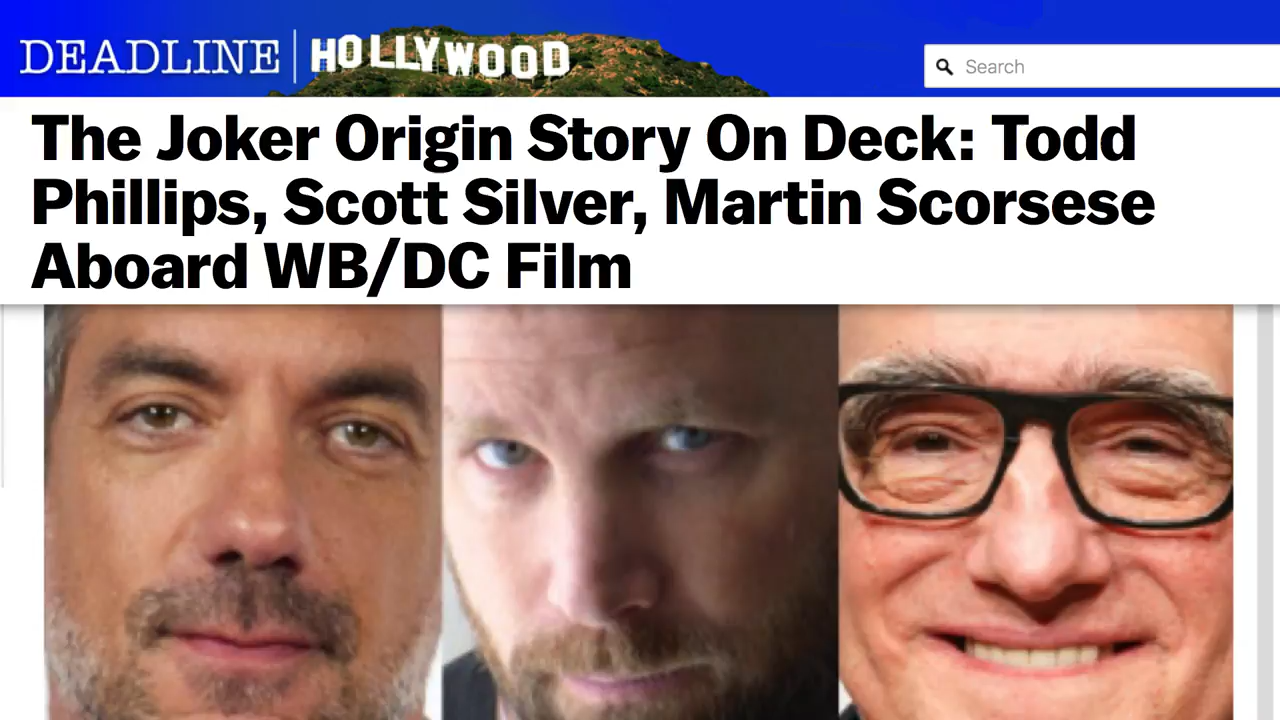 DEADLINE HOLLYWOOD
Search
The Joker Origin Story On Deck: Todd
Phillips, Scott Silver, Martin Scorsese
Aboard WB/DC Film